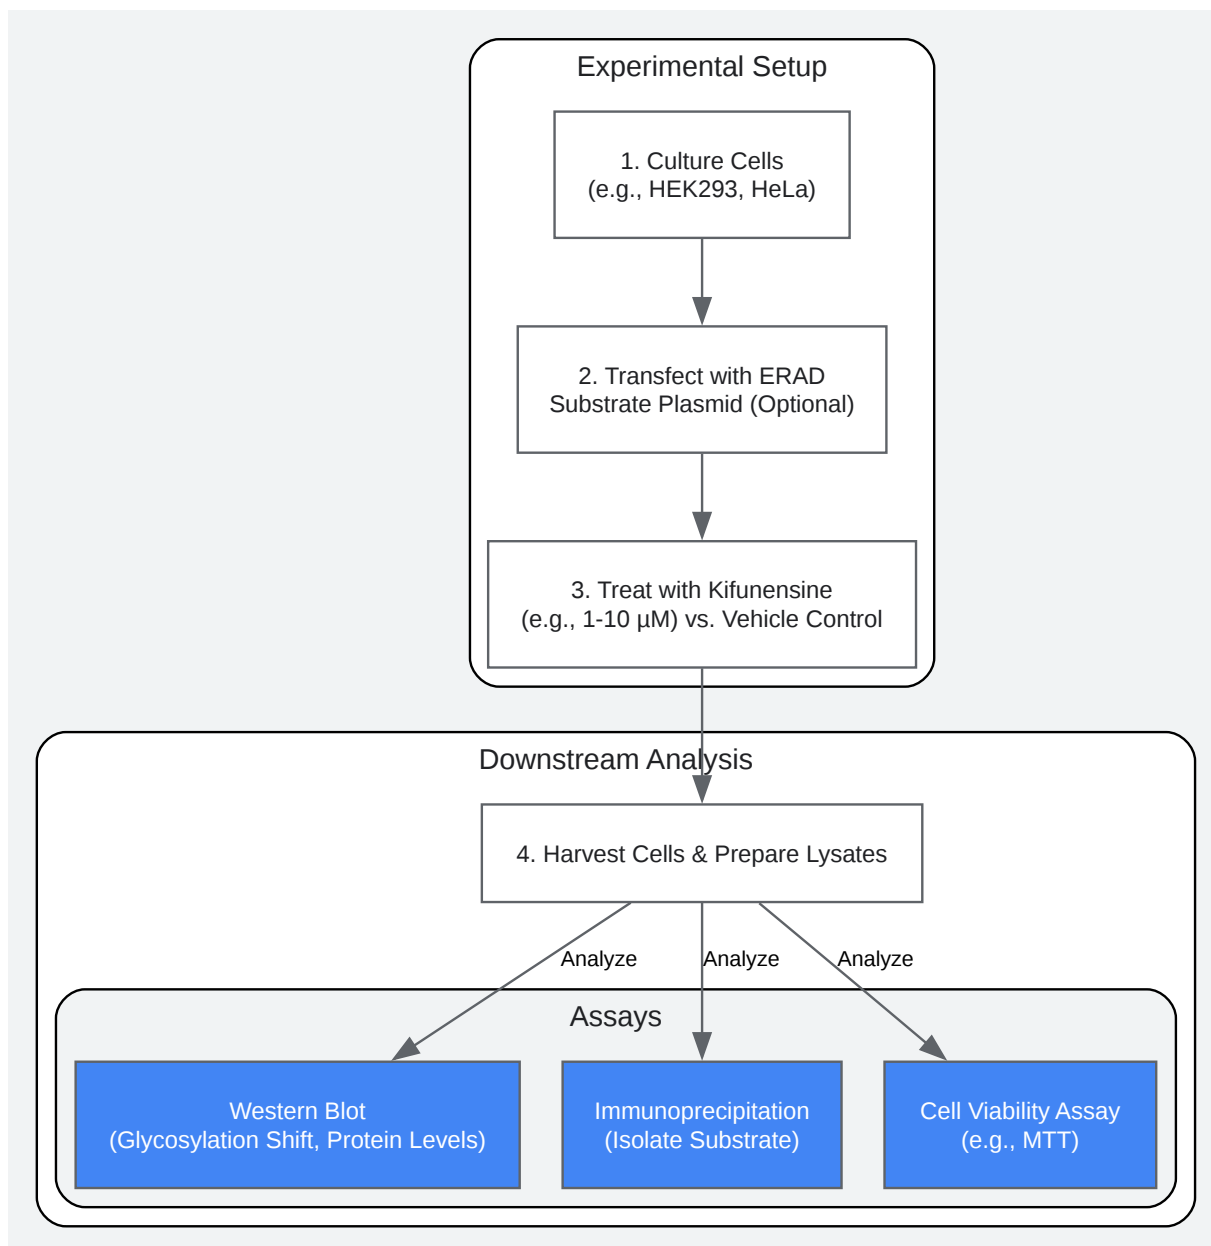 Experimental Setup
1. Culture Cells
(e.g., HEK293, HeLa)
2. Transfect with ERAD
Substrate Plasmid (Optional)
3. Treat with Kifunensine
(e.g., 1-10 µM) vs. Vehicle Control
Downstream Analysis
4. Harvest Cells & Prepare Lysates
Analyze
Analyze
Analyze
Assays
Western Blot
(Glycosylation Shift, Protein Levels)
Immunoprecipitation
(Isolate Substrate)
Cell Viability Assay
(e.g., MTT)